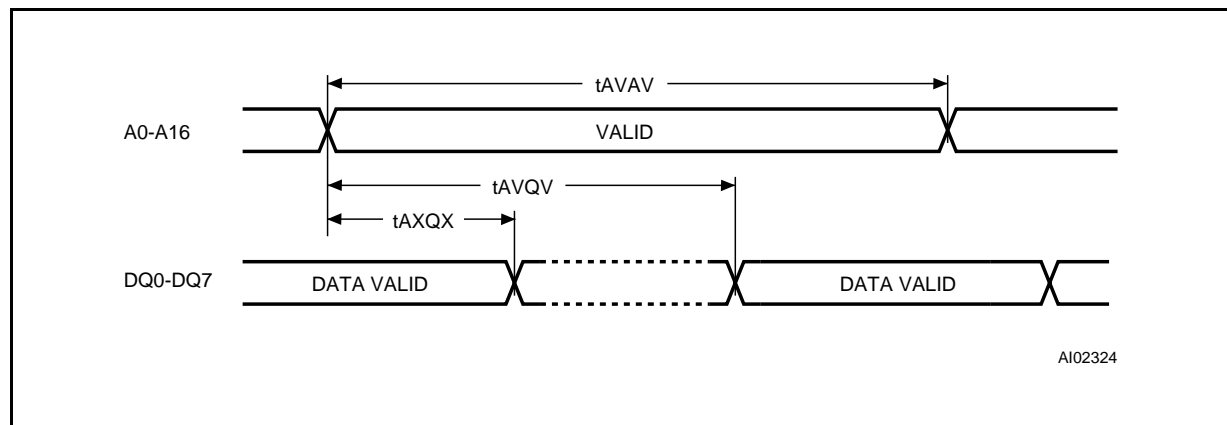 tAVAV
A0-A16
VALID
tAVQV
tAXQX
DQ0-DQ7
DATA VALID
DATA VALID
AI02324